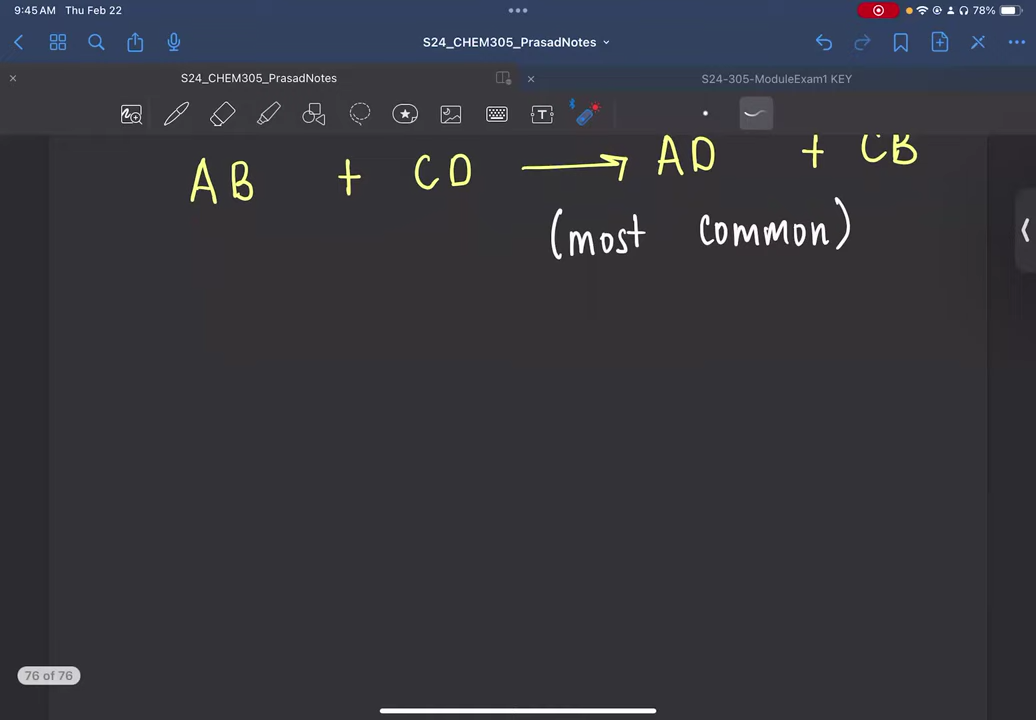 9:45 AM Thu Feb 22 78%
S24_CHEM305_PrasadNotes
S24_CHEM305_PrasadNotes S24-305-ModuleExam1 KEY
AB + CD → AD + CB
(most common)
76 of 76